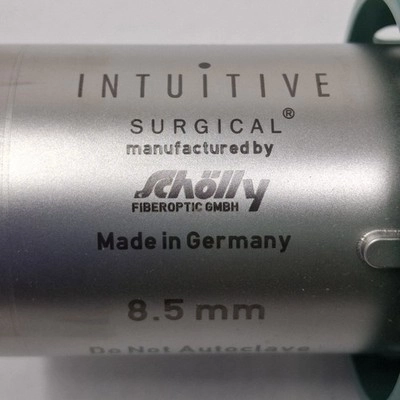 INTUITIVE
SURGICAL®
manufactured by
Schölly
FIBEROPTIC GMBH
Made in Germany
8.5 mm
Do Not Autoclave